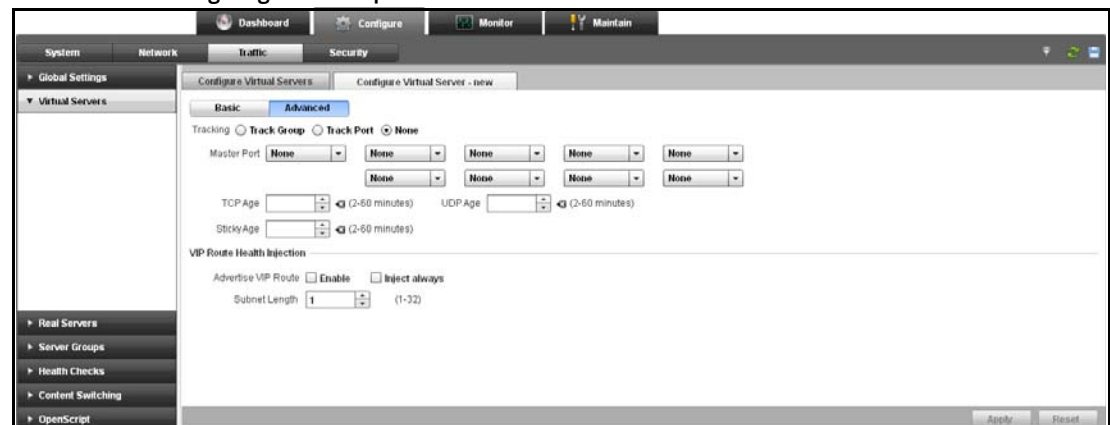 Dashboard Configure Monitor Maintain
System Network Traffic Security
Global Settings
Configure Virtual Servers Configure Virtual Server - new
Virtual Servers
Basic Advanced
Tracking Track Group Track Port None
Master Port None None None None None
None None None None
TCP Age (2-60 minutes) UDP Age (2-60 minutes)
StickyAge (2-60 minutes)
VIP Route Health Injection
Advertise VIP Route Enable Inject always
Subnet Length 1 (1-32)
Real Servers
Server Groups
Health Checks
Content Switching
OpenScript
Apply Reset